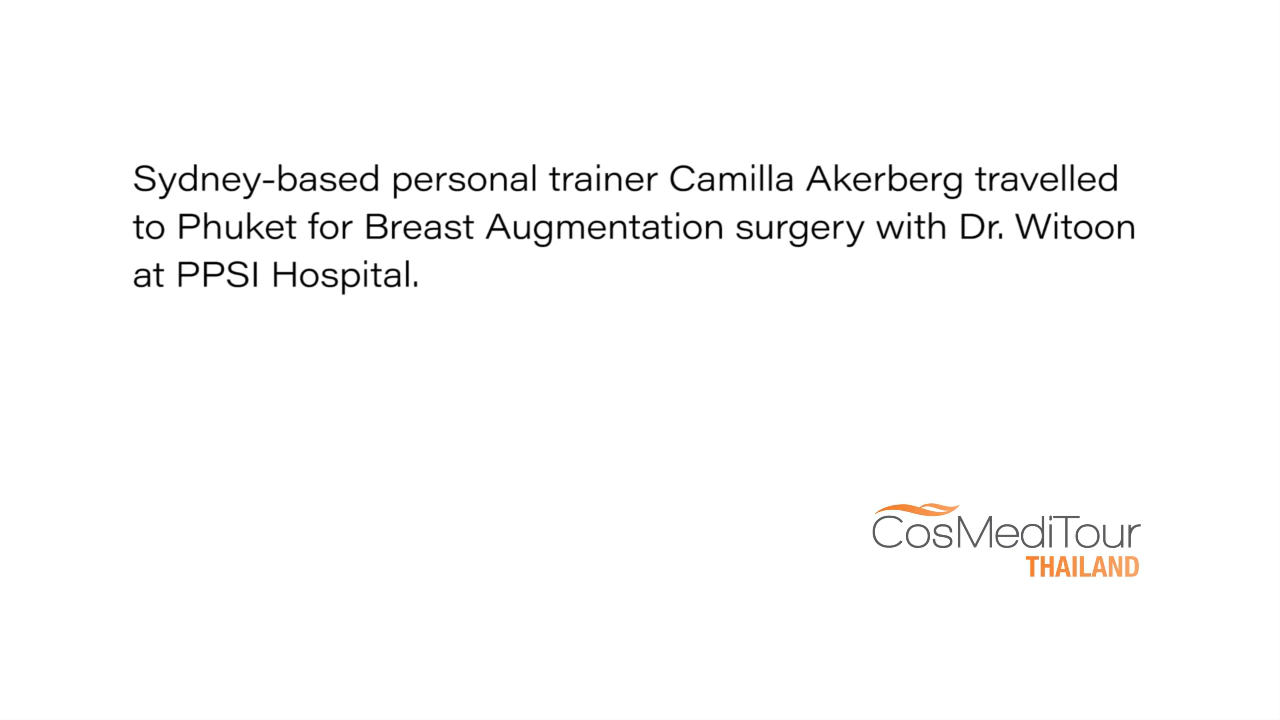 Sydney-based personal trainer Camilla Akerberg travelled
to Phuket for Breast Augmentation surgery with Dr. Witoon
at PPSI Hospital.
CosMediTour
THAILAND